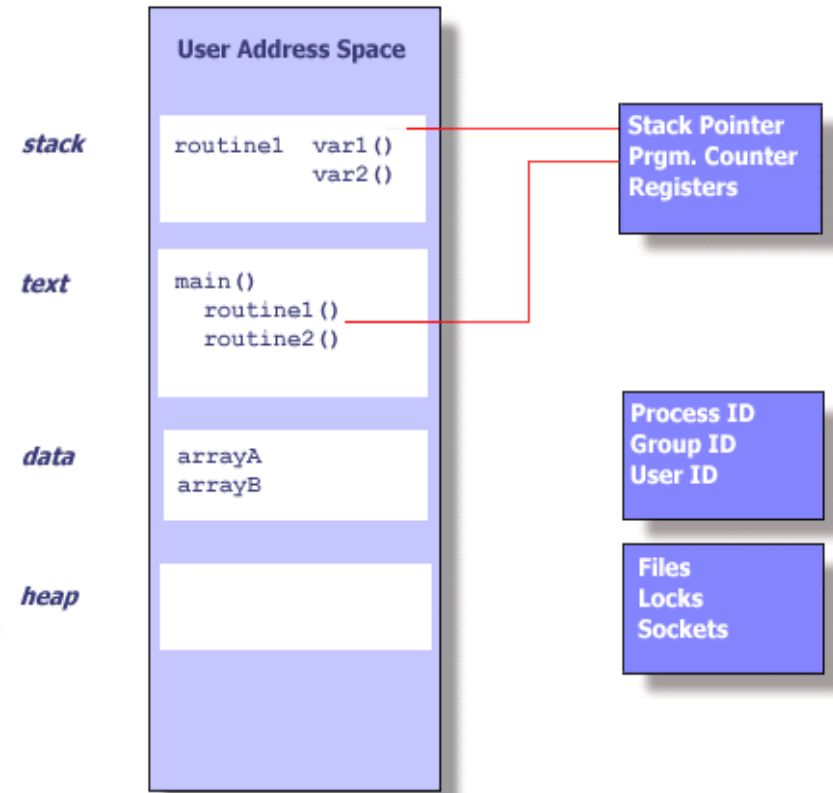 User Address Space
stack
routine1 var1()
var2()
text
main()
routine1()
routine2()
data
arrayA
arrayB
heap
Stack Pointer
Prgm. Counter
Registers
Process ID
Group ID
User ID
Files
Locks
Sockets